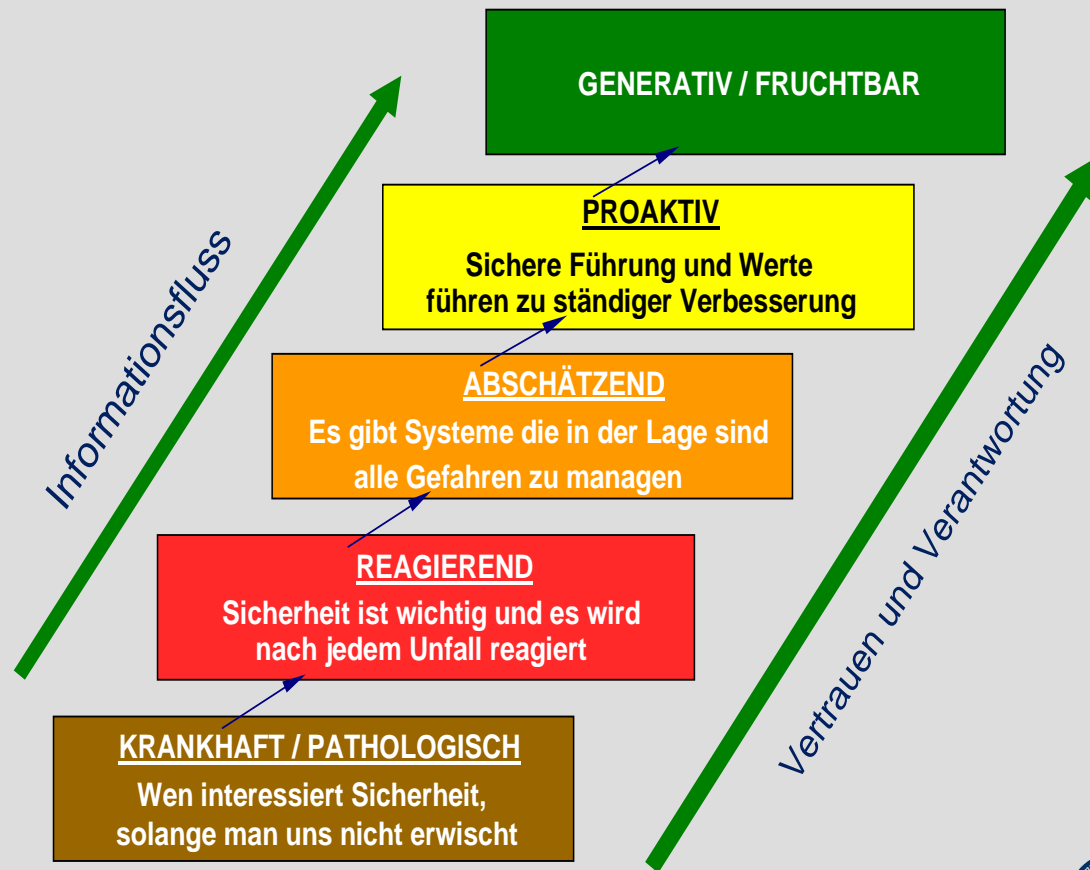 GENERATIV / FRUCHTBAR
PROAKTIV
Sichere Führung und Werte
führen zu ständiger Verbesserung
Informationsfluss
ABSCHÄTZEND
Es gibt Systeme die in der Lage sind
alle Gefahren zu managen
Vertrauen und Verantwortung
REAGIEREND
Sicherheit ist wichtig und es wird
nach jedem Unfall reagiert
KRANKHAFT / PATHOLOGISCH
Wen interessiert Sicherheit,
solange man uns nicht erwischt